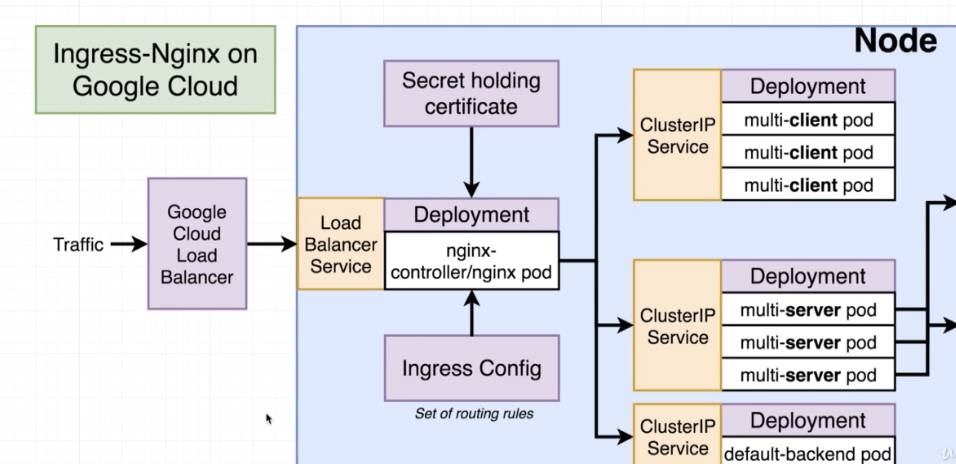 Ingress-Nginx on
Google Cloud
Node
Secret holding
certificate
Traffic
Google
Cloud
Load
Balancer
Load
Balancer
Service
Deployment
nginx-
controller/nginx pod
Ingress Config
Set of routing rules
ClusterIP
Service
Deployment
multi-client pod
multi-client pod
multi-client pod
ClusterIP
Service
Deployment
multi-server pod
multi-server pod
multi-server pod
ClusterIP
Service
Deployment
default-backend pod